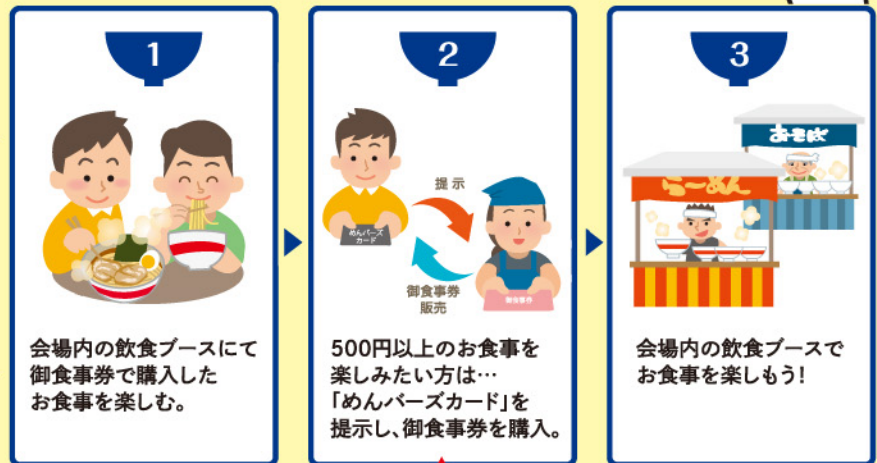 1
会場内の飲食ブースにて
御食事券で購入した
お食事を楽しむ。
2
提示
めんバーズ
カード
御食事券
販売
御食事券
500円以上のお食事を
楽しみたい方は…
「めんバーズカード」を
提示し、御食事券を購入。
3
おそば
らーめん
会場内の飲食ブースで
お食事を楽しもう!